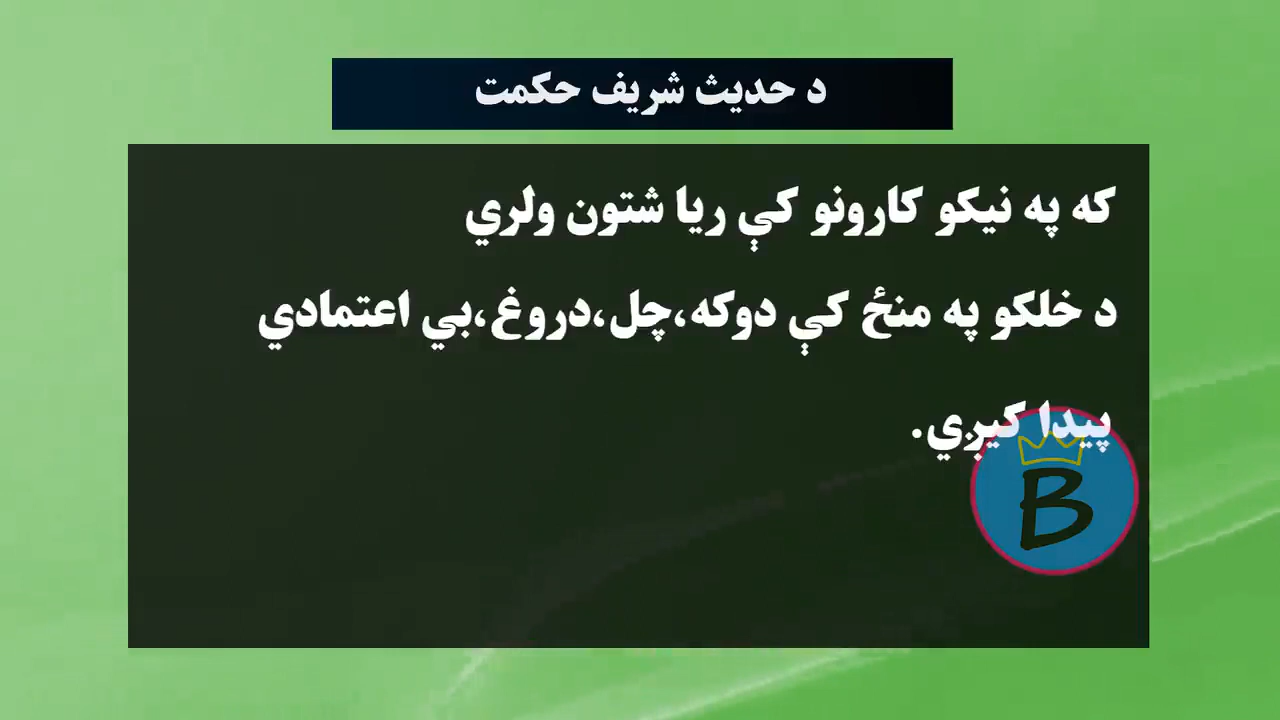 د حدیث شریف حکمت
که په نیکو کارونو کې ریا شتون ولري
د خلکو په منځ کې دوکه،چل،دروغ،بي اعتمادي
پیدا کیږي.
B